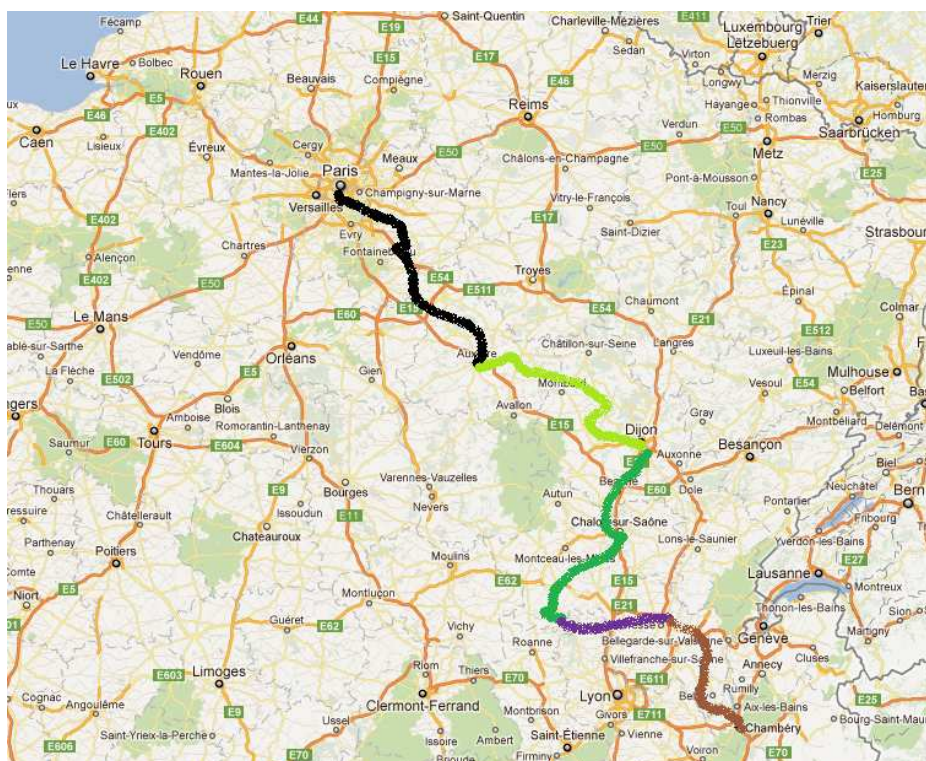 Fécamp
E44
E19
Saint-Quentin
Charleville-Mézières
E411
Trier
Luxembourg
Lëtzebuerg
Sedan
Virton
Merzig
Le Havre
Bolbec
Rouen
Beauvais
Compiègne
E15
E17
E46
Longwy
Thionville
Kaiserslautern
E5
E46
E402
Lisieux
Caen
Évreux
Cergy
Reims
Verdun
Hayange
Rombas
Homburg
Saarbrücken
E50
E50
Metz
E25
Mantes-la-Jolie
Paris
Meaux
E50
Châlons-en-Champagne
Pont-à-Mousson
Flers
Versailles
Champigny-sur-Marne
Vitry-le-François
Toul
Nancy
E402
Evry
E17
Saint-Dizier
Lunéville
Strasbourg
Chartres
E23
Alençon
E402
Troyes
E54
E511
E54
Chaumont
Épinal
Colmar
E50
E50
Le Mans
E60
E15
E21
E512
Sablé-sur-Sarthe
Orléans
Châtillon-sur-Seine
Langres
Luxeuil-les-Bains
Mulhouse
La Flèche
Vendôme
Gien
Vesoul
E54
Belfort
E502
E5
Blois
Avallon
Gray
Montbéliard
Amboise
Romorantin-Lanthenay
E15
Dijon
Besançon
Delémont
Saumur
E60
Tours
E604
Vierzon
Auxonne
Biel
Thouars
E9
Bourges
Varennes-Vauzelles
Nevers
Autun
E60
Dole
Pontarlier
Neuchâtel
Bern
Fribourg
Châtellerault
Issoudun
E11
Chateauroux
Yverdon-les-Bains
Parthenay
Poitiers
Moulins
Lons-le-Saunier
E27
Lausanne
Montreux
E5
Niort
Montluçon
E62
E15
Thonon-les-Bains
Sion
Guéret
E62
Vichy
E21
Genève
Martigny
Roanne
Cluses
Limoges
Riom
Thiers
Annecy
E603
E70
Lyon
E611
Rumilly
Cognac
Angoulême
E9
Clermont-Ferrand
Montbrison
Aix-les-Bains
E25
Ussel
Givors
E711
Chambéry
Bourg-Saint-Maurice
E606
Saint-Yrieix-la-Perche
E70
Issoire
Ambert
Saint-Étienne
Vienne
Voiron
E70
Firminy